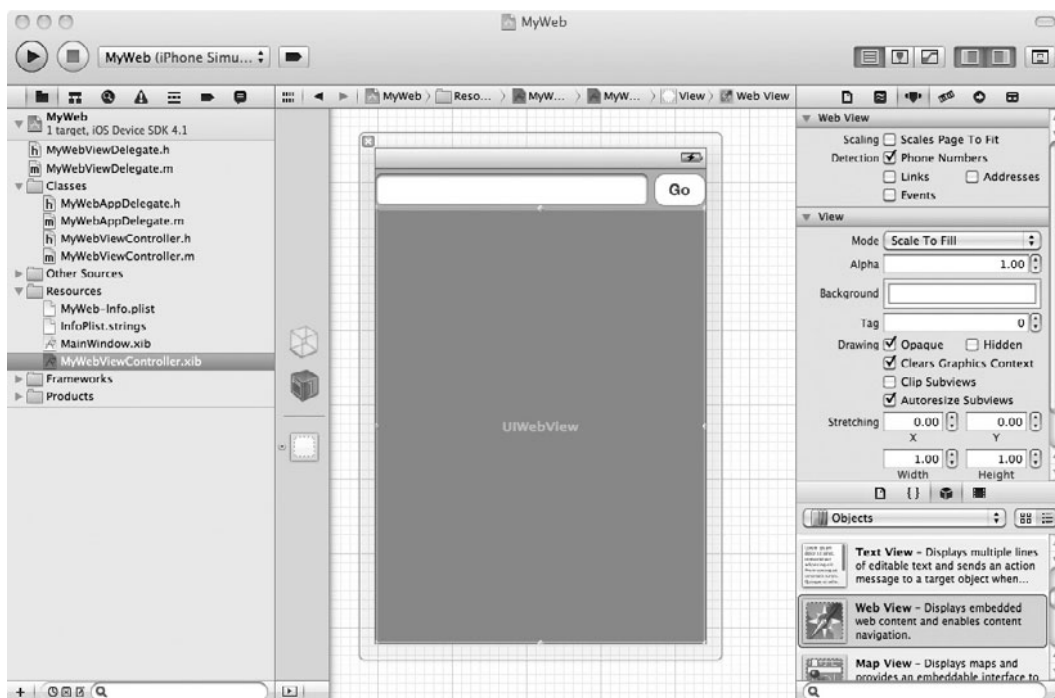 MyWeb
MyWeb (iPhone Simu...
MyWeb
Reso...
MyW...
MyW...
View
Web View
MyWeb
1 target, iOS Device SDK 4.1
h MyWebViewDelegate.h
m MyWebViewDelegate.m
Classes
h MyWebAppDelegate.h
m MyWebAppDelegate.m
h MyWebViewController.h
m MyWebViewController.m
Other Sources
Resources
MyWeb-Info.plist
InfoPlist.strings
MainWindow.xib
MyWebViewController.xib
Frameworks
Products
Go
UIWebView
Web View
Scaling Scales Page To Fit
Detection Phone Numbers
Links Addresses
Events
View
Mode Scale To Fill
Alpha 1.00
Background
Tag 0
Drawing Opaque Hidden
Clears Graphics Context
Clip Subviews
Autoresize Subviews
Stretching 0.00 0.00
X Y
1.00 1.00
Width Height
{ }
Objects
Text View - Displays multiple lines
of editable text and sends an action
message to a target object when...
Web View - Displays embedded
web content and enables content
navigation.
Map View - Displays maps and
provides an embeddable interface to